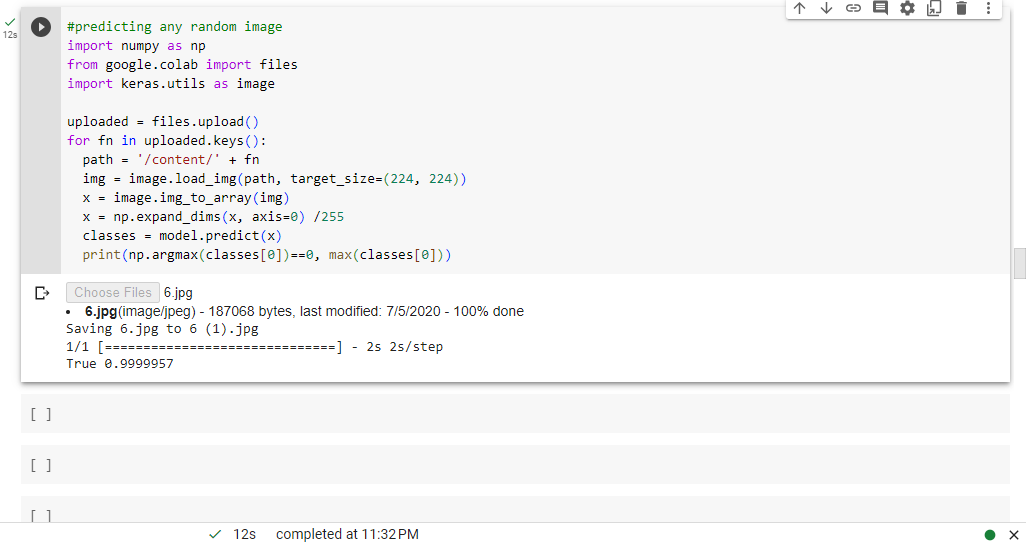 12s
#predicting any random image
import numpy as np
from google.colab import files
import keras.utils as image
uploaded = files.upload()
for fn in uploaded.keys():
  path = '/content/' + fn
  img = image.load_img(path, target_size=(224, 224))
  x = image.img_to_array(img)
  x = np.expand_dims(x, axis=0) /255
  classes = model.predict(x)
  print(np.argmax(classes[0])==0, max(classes[0]))
Choose Files 6.jpg
• 6.jpg(image/jpeg) - 187068 bytes, last modified: 7/5/2020 - 100% done
Saving 6.jpg to 6 (1).jpg
1/1 [==============================] - 2s 2s/step
True 0.9999957
[ ]
[ ]
[ ]
12s completed at 11:32 PM